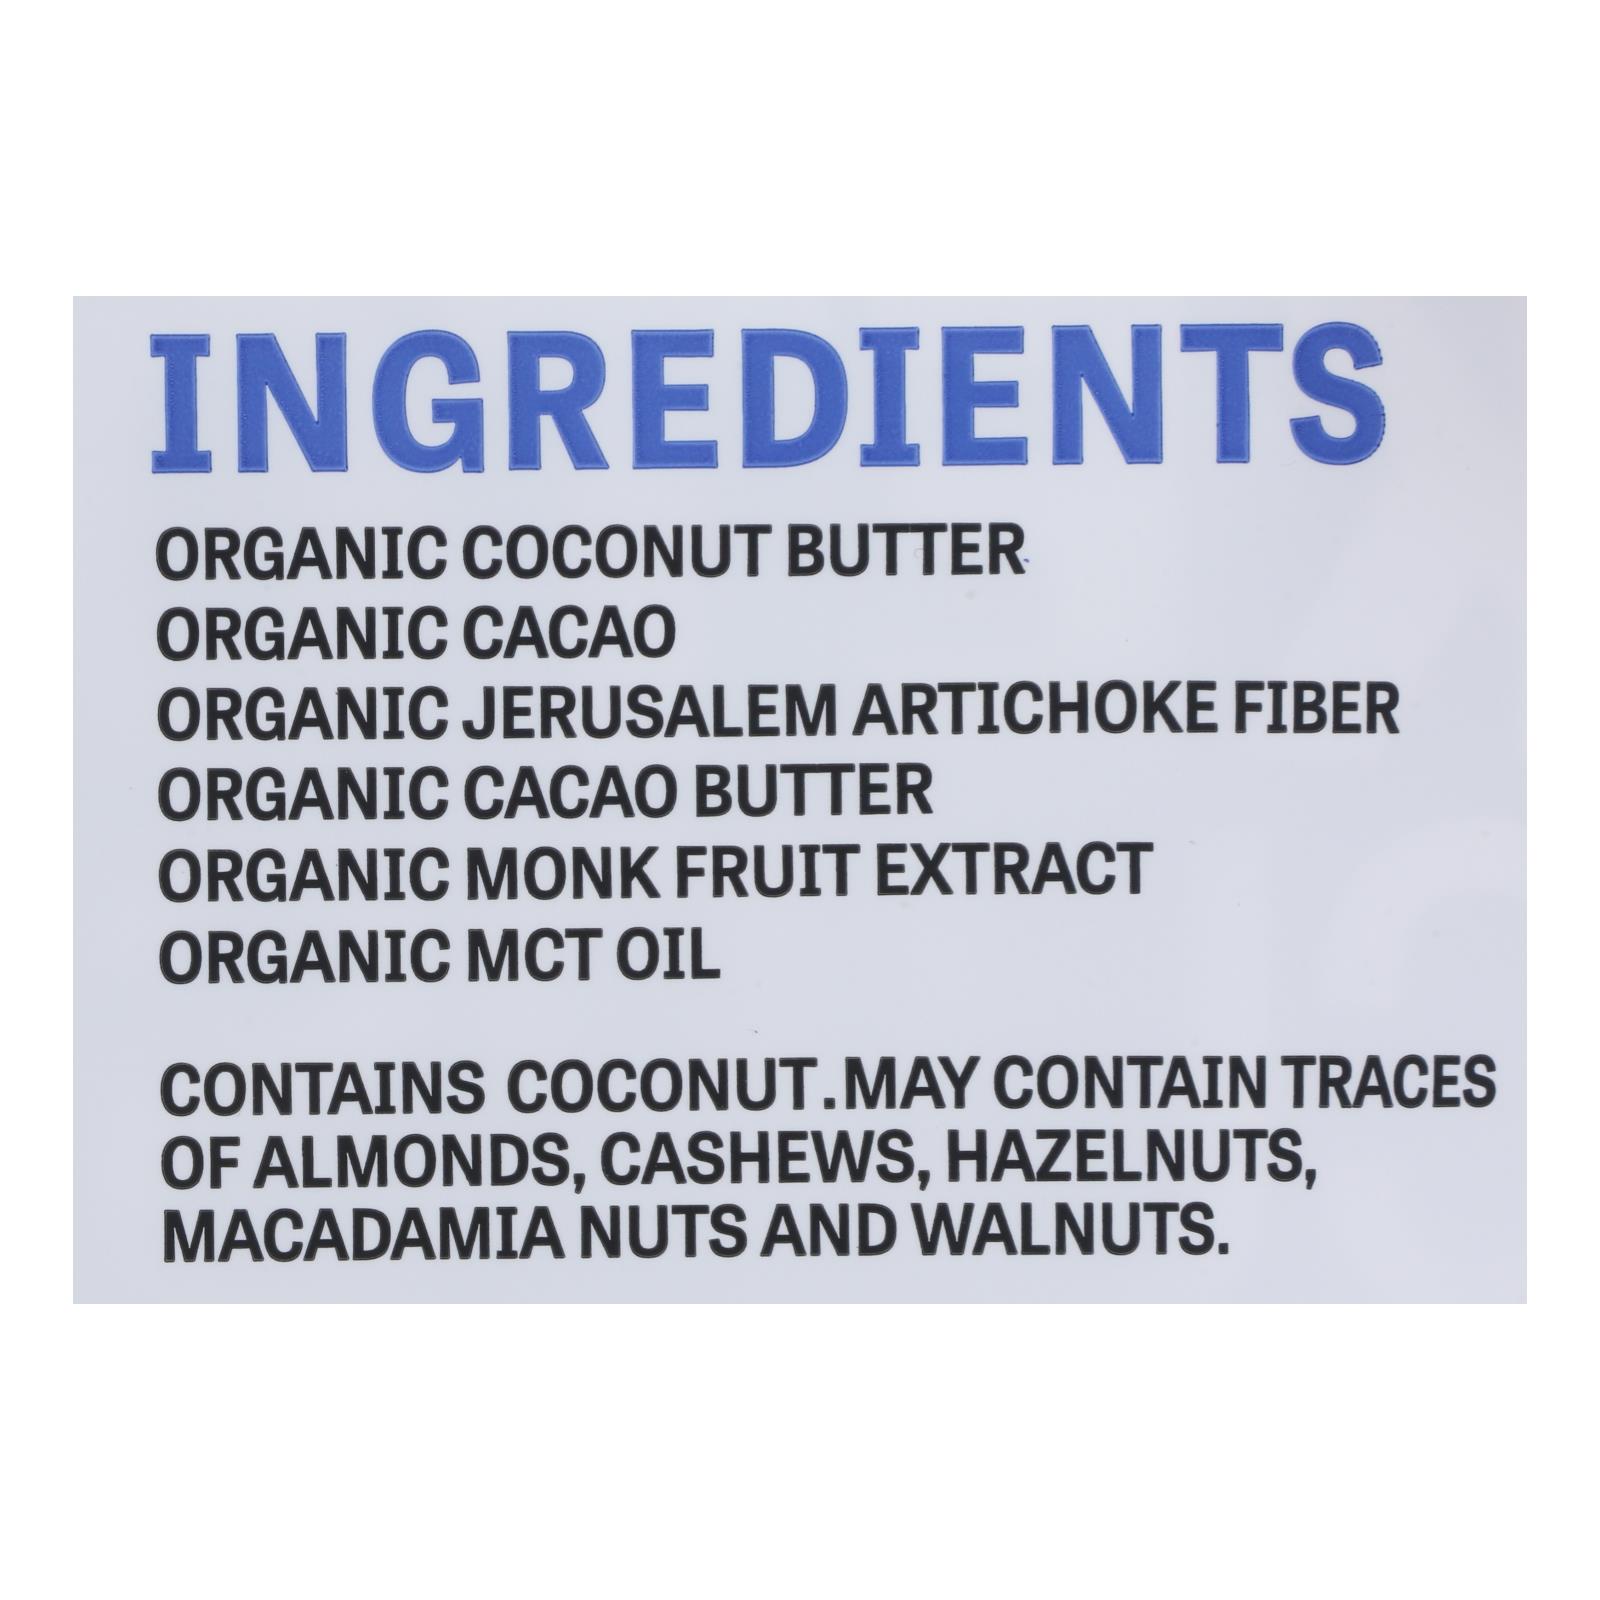 INGREDIENTS
ORGANIC COCONUT BUTTER
ORGANIC CACAO
ORGANIC JERUSALEM ARTICHOKE FIBER
ORGANIC CACAO BUTTER
ORGANIC MONK FRUIT EXTRACT
ORGANIC MCT OIL
CONTAINS COCONUT.MAY CONTAIN TRACES
OF ALMONDS, CASHEWS, HAZELNUTS,
MACADAMIA NUTS AND WALNUTS.